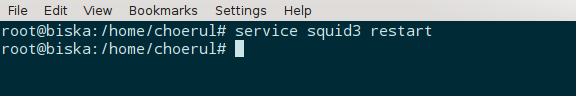 File Edit View Bookmarks Settings Help
root@biska:/home/choerul# service squid3 restart
root@biska:/home/choerul#